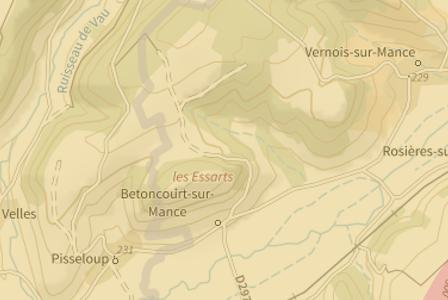 Ruisseau de Vau
Vernois-sur-Mance
229
Rosières-su
les Essarts
Betoncourt-sur-
Mance
Velles
231
Pisseloup
D297